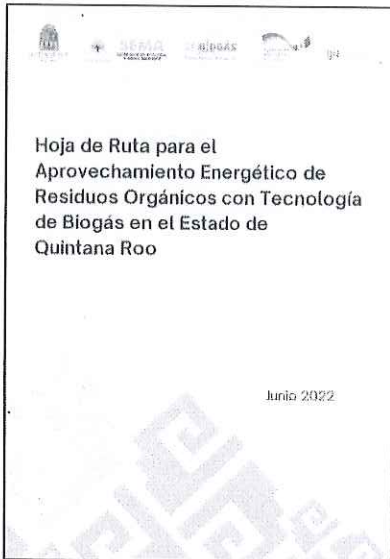 SEMA
Hoja de Ruta para el
Aprovechamiento Energético de
Residuos Orgánicos con Tecnología
de Biogás en el Estado de
Quintana Roo
Junio 2022